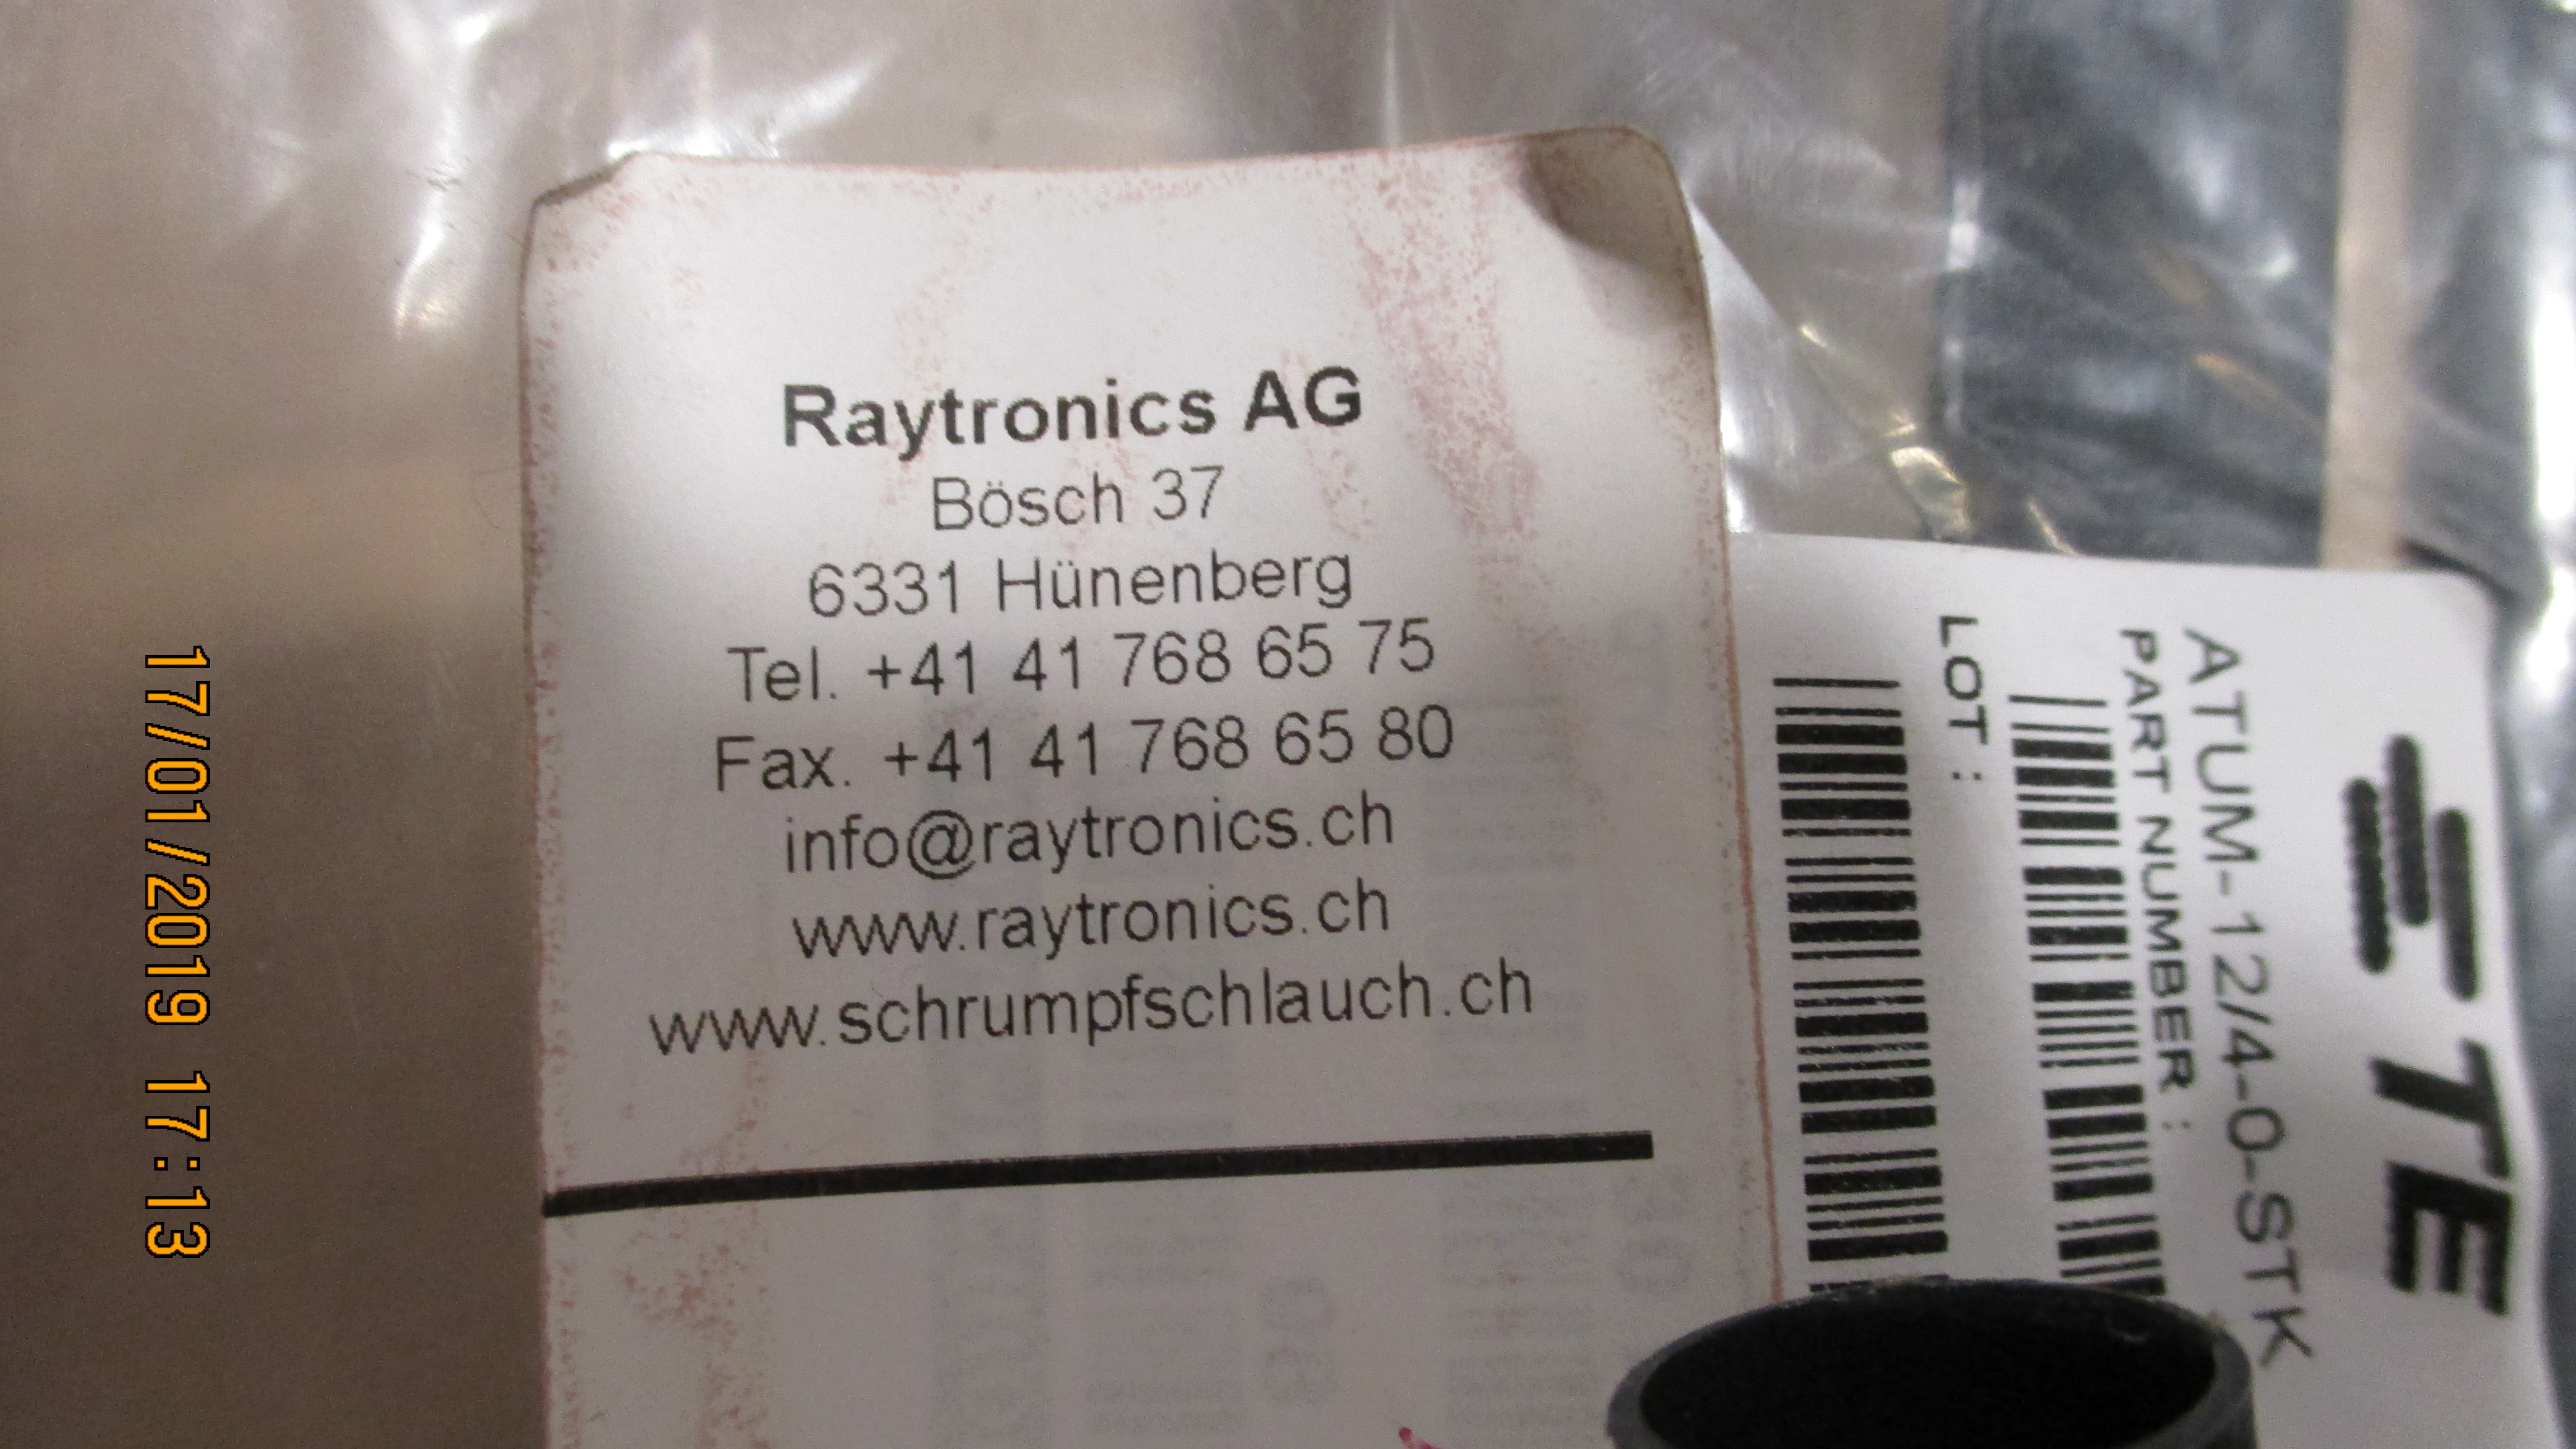 Raytronics AG
Bösch 37
6331 Hünenberg
Tel. +41 41 768 65 75
Fax. +41 41 768 65 80
info@raytronics.ch
www.raytronics.ch
www.schrumpfschlauch.ch
TE
ATUM-12/4-0-STK
PART NUMBER :
LOT :
17/01/2019 17:13